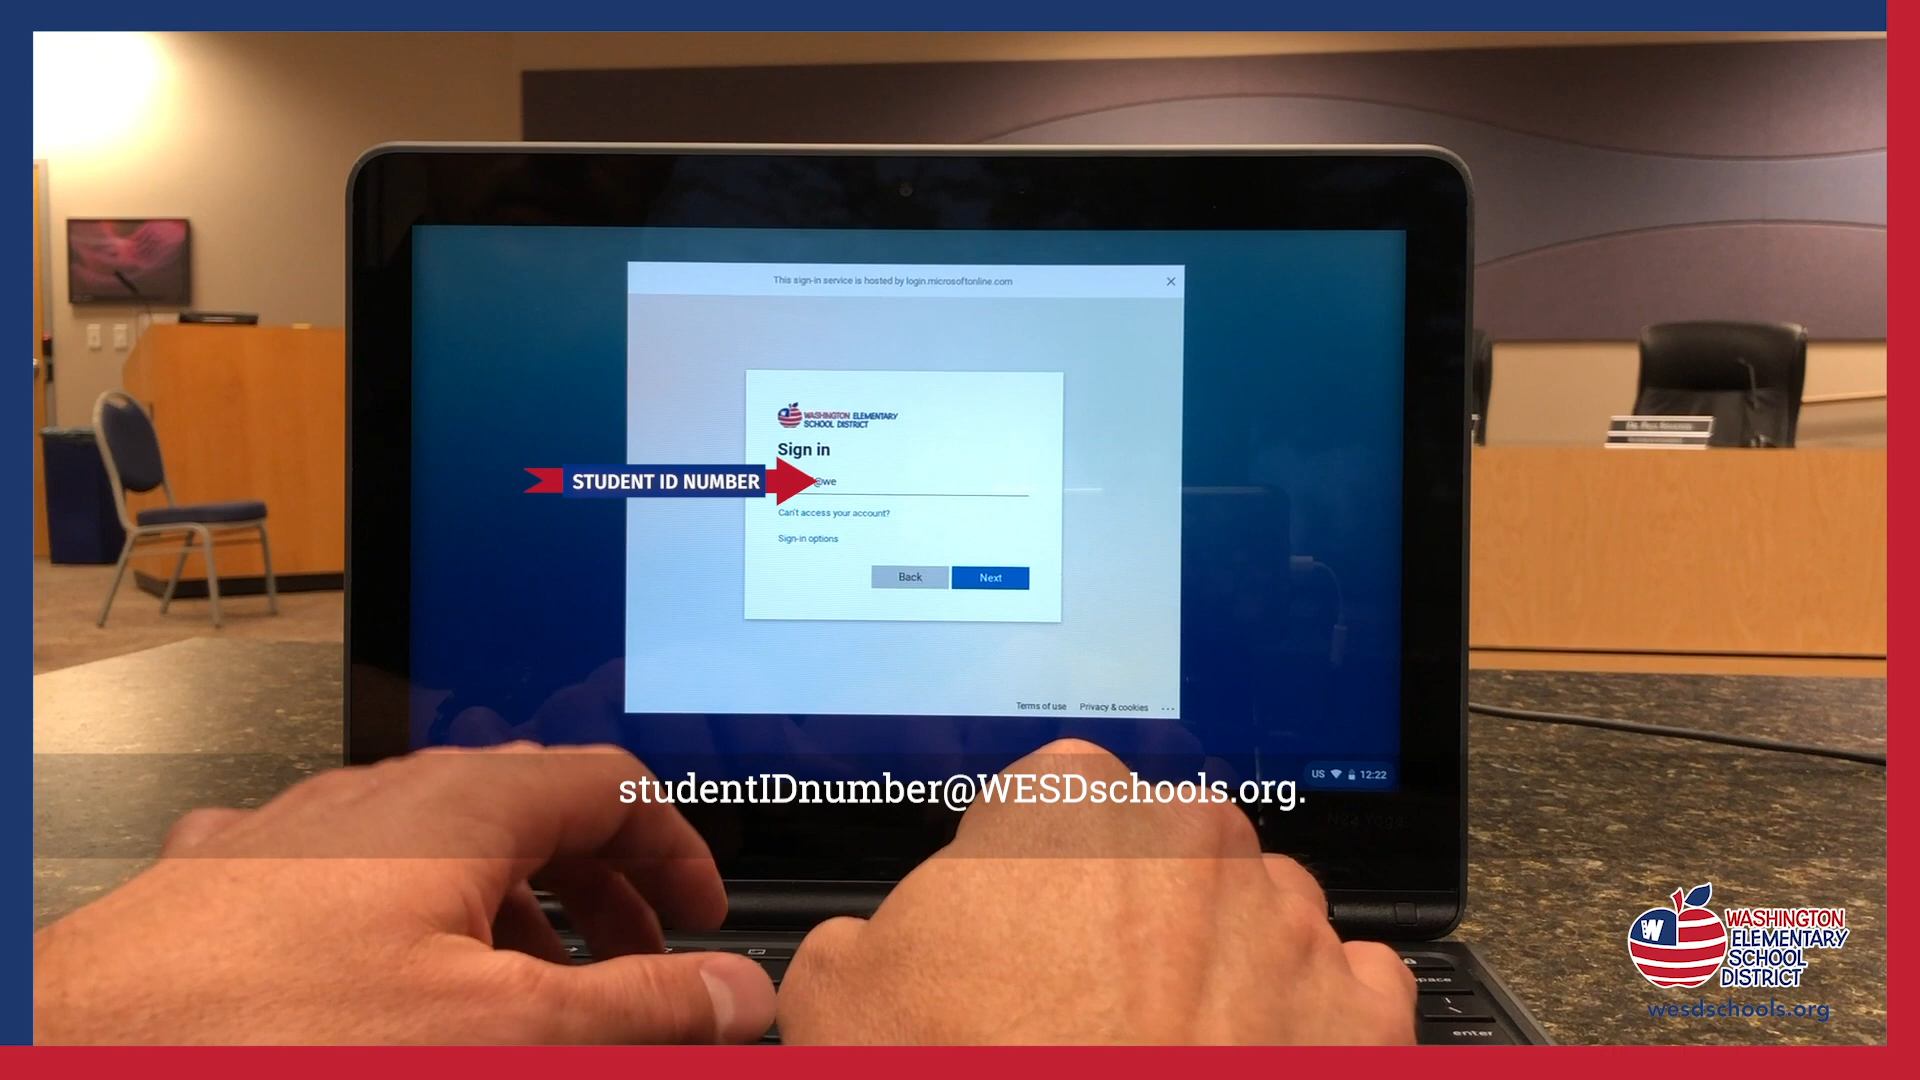 This sign-in service is hosted by login.microsoftonline.com
WASHINGTON ELEMENTARY
SCHOOL DISTRICT
Sign in
STUDENT ID NUMBER
@we
Can't access your account?
Sign-in options
Back
Next
Terms of use
Privacy & cookies
US
12:22
studentIDnumber@WESDschools.org.
W
WASHINGTON
ELEMENTARY
SCHOOL
DISTRICT
wesdschools.org
enter